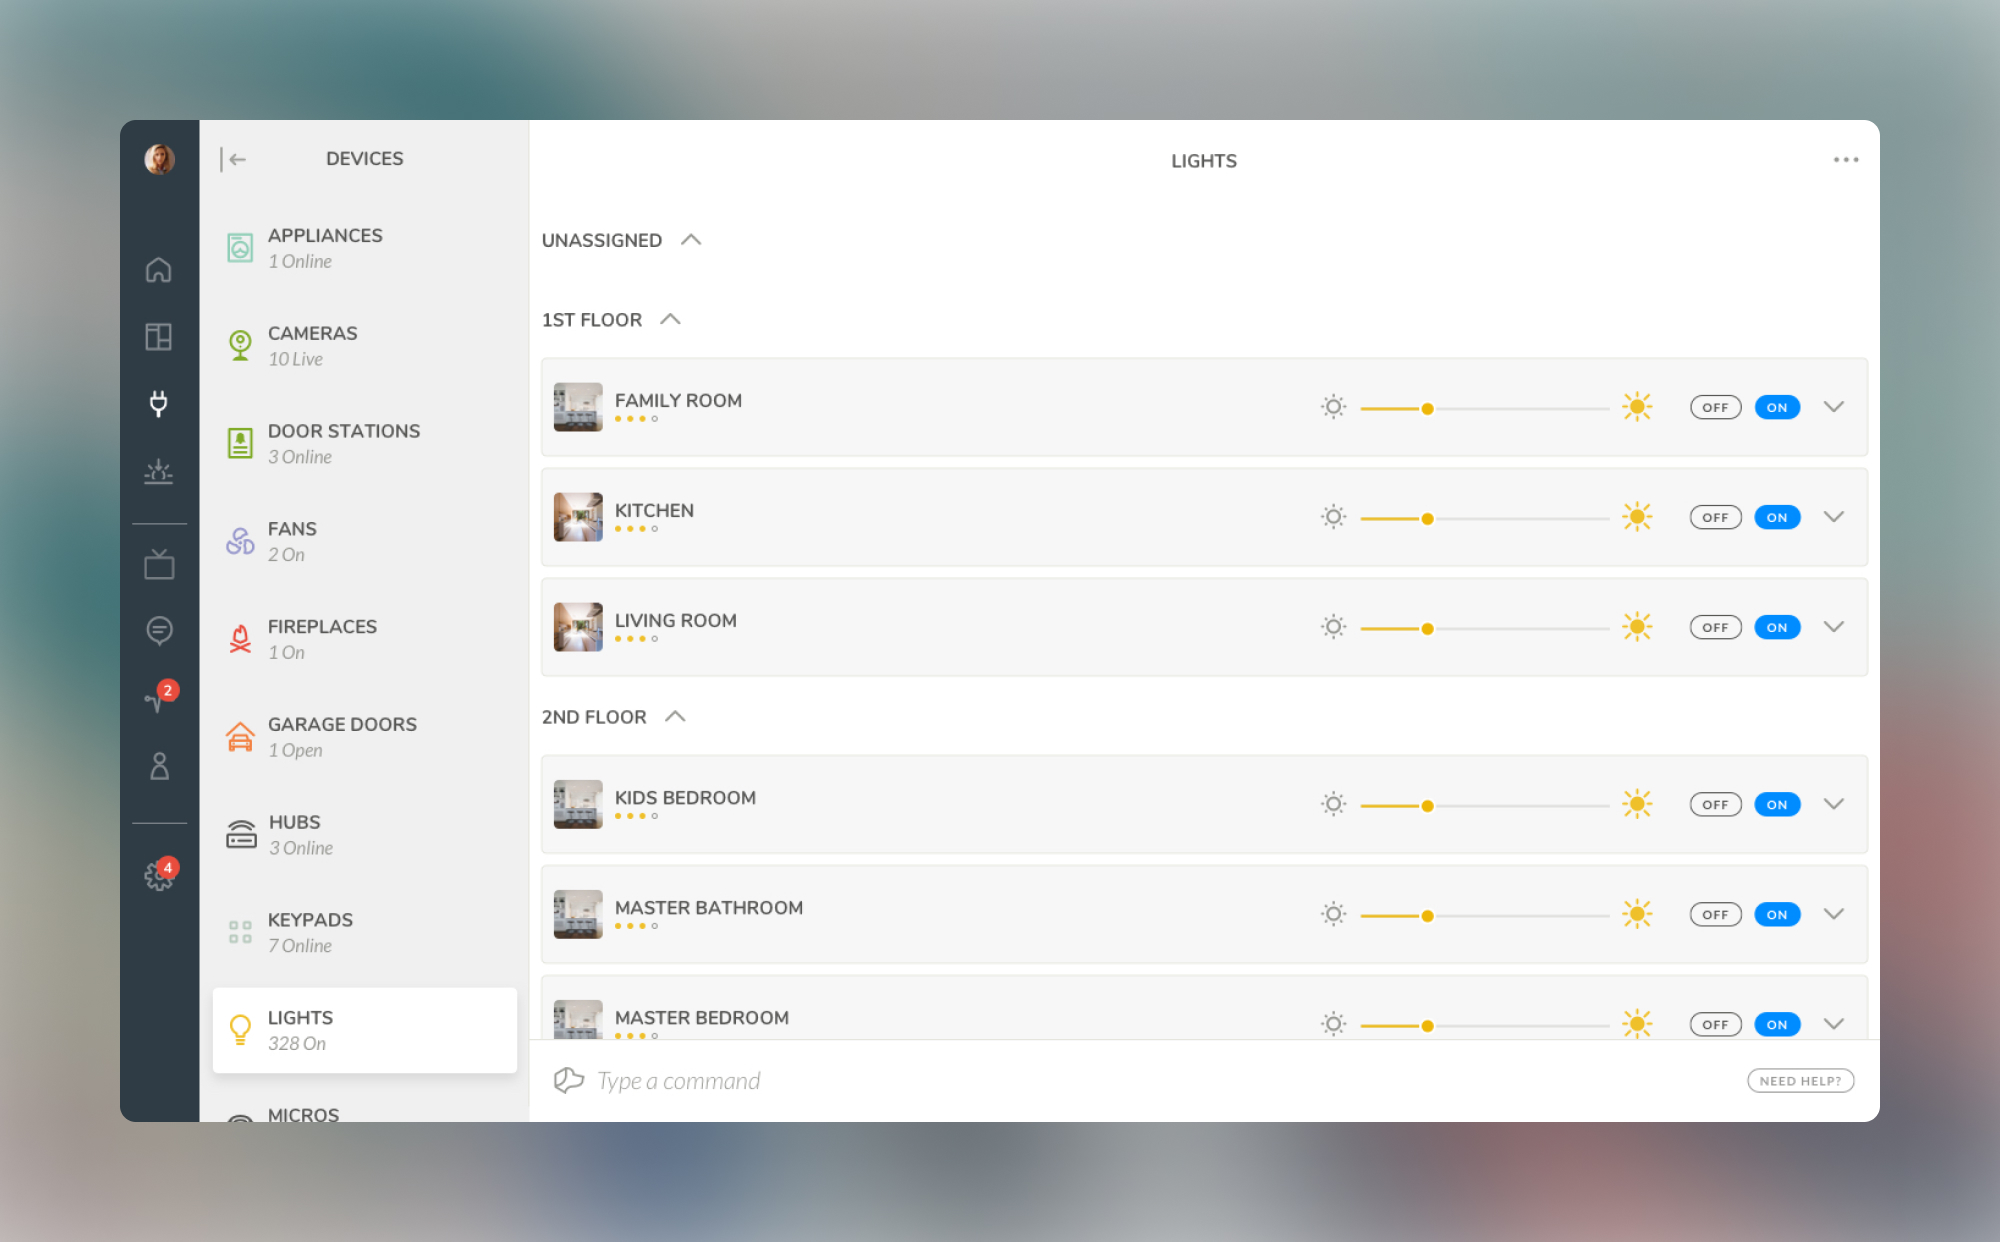 DEVICES
APPLIANCES
1 Online
CAMERAS
10 Live
DOOR STATIONS
3 Online
FANS
2 On
FIREPLACES
1 On
2
GARAGE DOORS
1 Open
HUBS
3 Online
4
KEYPADS
7 Online
LIGHTS
328 On
MICROS
LIGHTS
UNASSIGNED
1ST FLOOR
FAMILY ROOM
OFF ON
KITCHEN
OFF ON
LIVING ROOM
OFF ON
2ND FLOOR
KIDS BEDROOM
OFF ON
MASTER BATHROOM
OFF ON
MASTER BEDROOM
OFF ON
Type a command
NEED HELP?